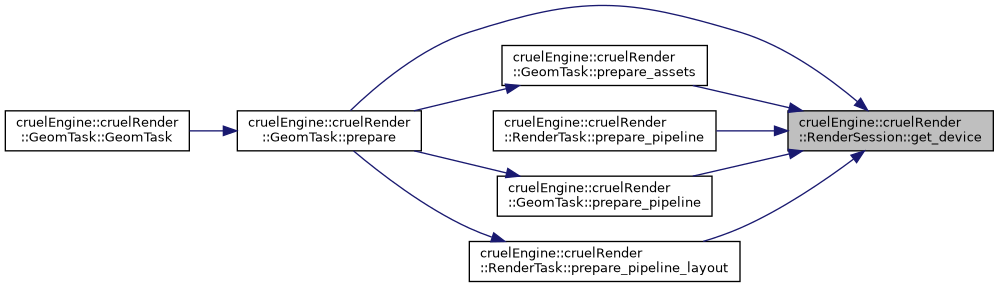 cruelEngine::cruelRender
::GeomTask::GeomTask
cruelEngine::cruelRender
::GeomTask::prepare
cruelEngine::cruelRender
::GeomTask::prepare_assets
cruelEngine::cruelRender
::RenderTask::prepare_pipeline
cruelEngine::cruelRender
::GeomTask::prepare_pipeline
cruelEngine::cruelRender
::RenderTask::prepare_pipeline_layout
cruelEngine::cruelRender
::RenderSession::get_device